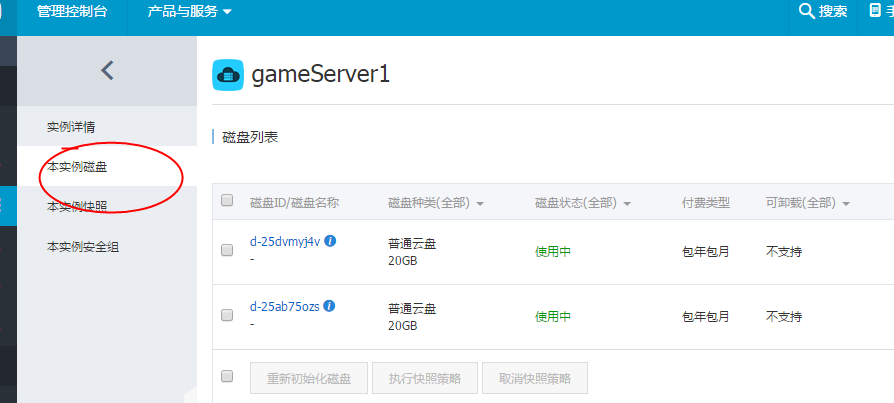 管理控制台 产品与服务 搜索
gameServer1
实例详情
磁盘列表
本实例磁盘
本实例快照
本实例安全组
磁盘ID/磁盘名称 磁盘种类(全部) 磁盘状态(全部) 付费类型 可卸载(全部)
d-25dvmyj4v 普通云盘 使用中 包年包月 不支持
- 20GB
d-25ab75ozs 普通云盘 使用中 包年包月 不支持
- 20GB
重新初始化磁盘 执行快照策略 取消快照策略